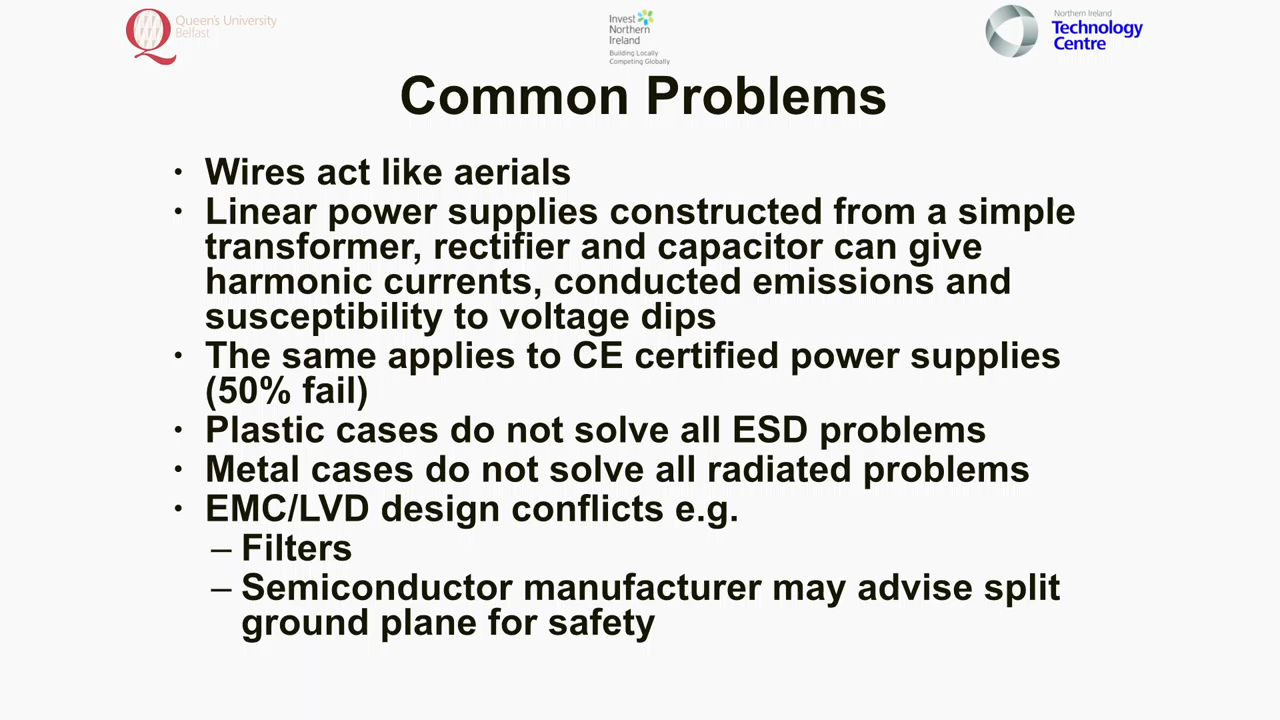 Queen's University
Belfast
Invest
Northern
Ireland
Building Locally
Competing Globally
Northern Ireland
Technology
Centre
Common Problems
• Wires act like aerials
• Linear power supplies constructed from a simple
transformer, rectifier and capacitor can give
harmonic currents, conducted emissions and
susceptibility to voltage dips
• The same applies to CE certified power supplies
(50% fail)
• Plastic cases do not solve all ESD problems
• Metal cases do not solve all radiated problems
• EMC/LVD design conflicts e.g.
– Filters
– Semiconductor manufacturer may advise split
ground plane for safety